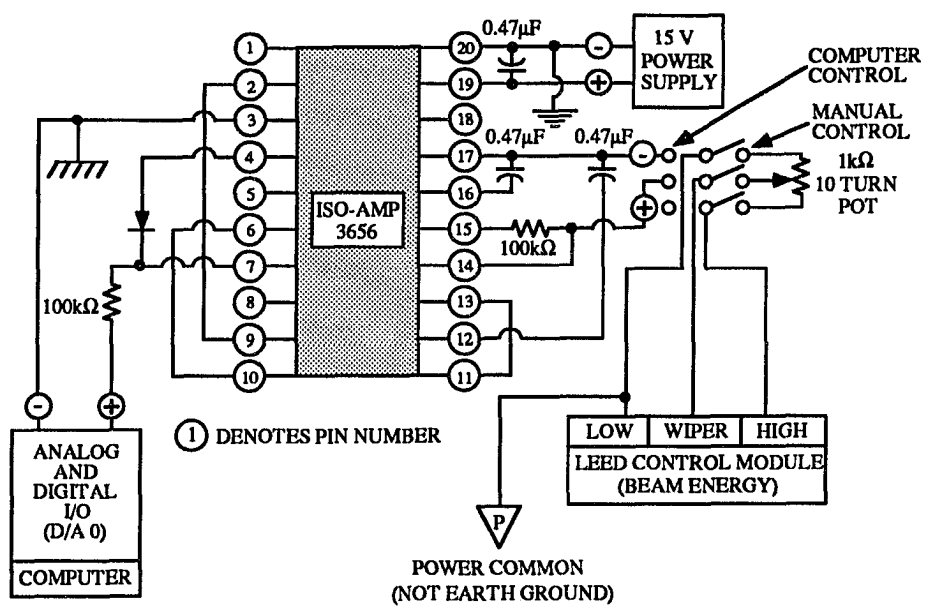 0.47µF
15 V
POWER
SUPPLY
COMPUTER
CONTROL
MANUAL
CONTROL
1kΩ
10 TURN
POT
1
2
3
4
5
6
7
8
9
10
20
19
18
17
16
15
14
13
12
11
-
+
0.47µF
0.47µF
-
+
ISO-AMP
3656
100kΩ
100kΩ
-
+
1 DENOTES PIN NUMBER
ANALOG
AND
DIGITAL
I/O
(D/A 0)
COMPUTER
LOW
WIPER
HIGH
LEED CONTROL MODULE
(BEAM ENERGY)
P
POWER COMMON
(NOT EARTH GROUND)